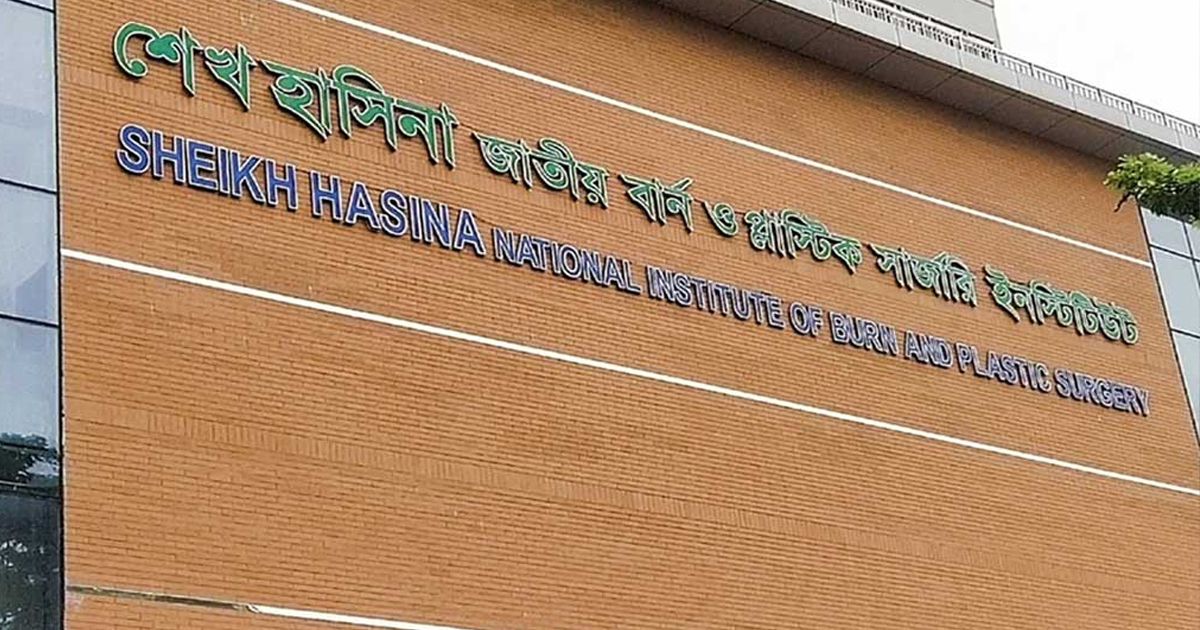 শেখ হাসিনা জাতীয় বার্ন ও প্লাস্টিক সার্জারি ইনস্টিটিউট
SHEIKH HASINA NATIONAL INSTITUTE OF BURN AND PLASTIC SURGERY